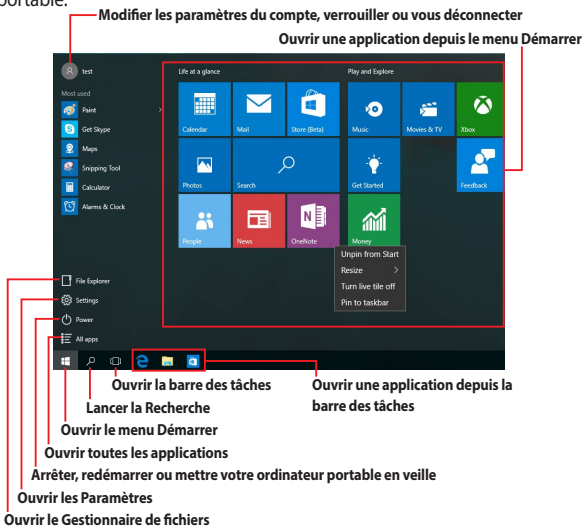 portable.
Modifier les paramètres du compte, verrouiller ou vous déconnecter
Ouvrir une application depuis le menu Démarrer
test
Life at a glance
Play and Explore
Most used
Paint
Get Skype
Maps
Snipping Tool
Calculator
Alarms & Clock
Calendar
Mail
Store (Beta)
Music
Movies & TV
Xbox
Photos
Search
Get Started
Feedback
People
News
OneNote
Money
Unpin from Start
Resize
Turn live tile off
Pin to taskbar
File Explorer
Settings
Power
All apps
Ouvrir la barre des tâches
Ouvrir une application depuis la
barre des tâches
Lancer la Recherche
Ouvrir le menu Démarrer
Ouvrir toutes les applications
Arrêter, redémarrer ou mettre votre ordinateur portable en veille
Ouvrir les Paramètres
Ouvrir le Gestionnaire de fichiers